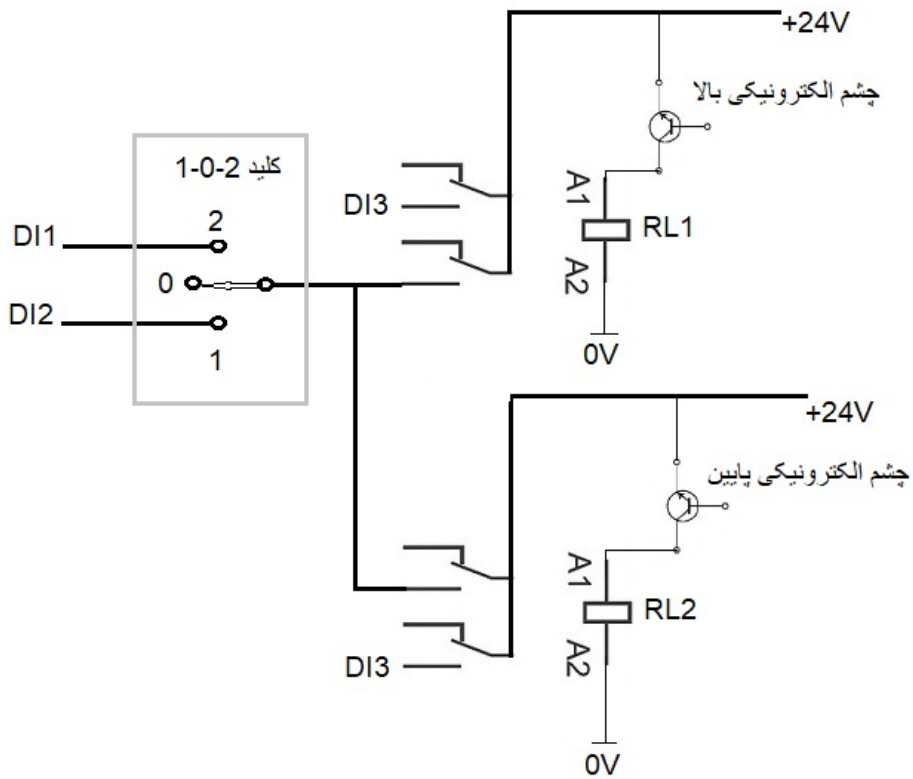 +24V
چشم الکترونیکی بالا
کلید 2-0-1
A1
DI3
2
RL1
DI1
0
A2
DI2
1
0V
+24V
چشم الکترونیکی پایین
A1
RL2
A2
DI3
0V